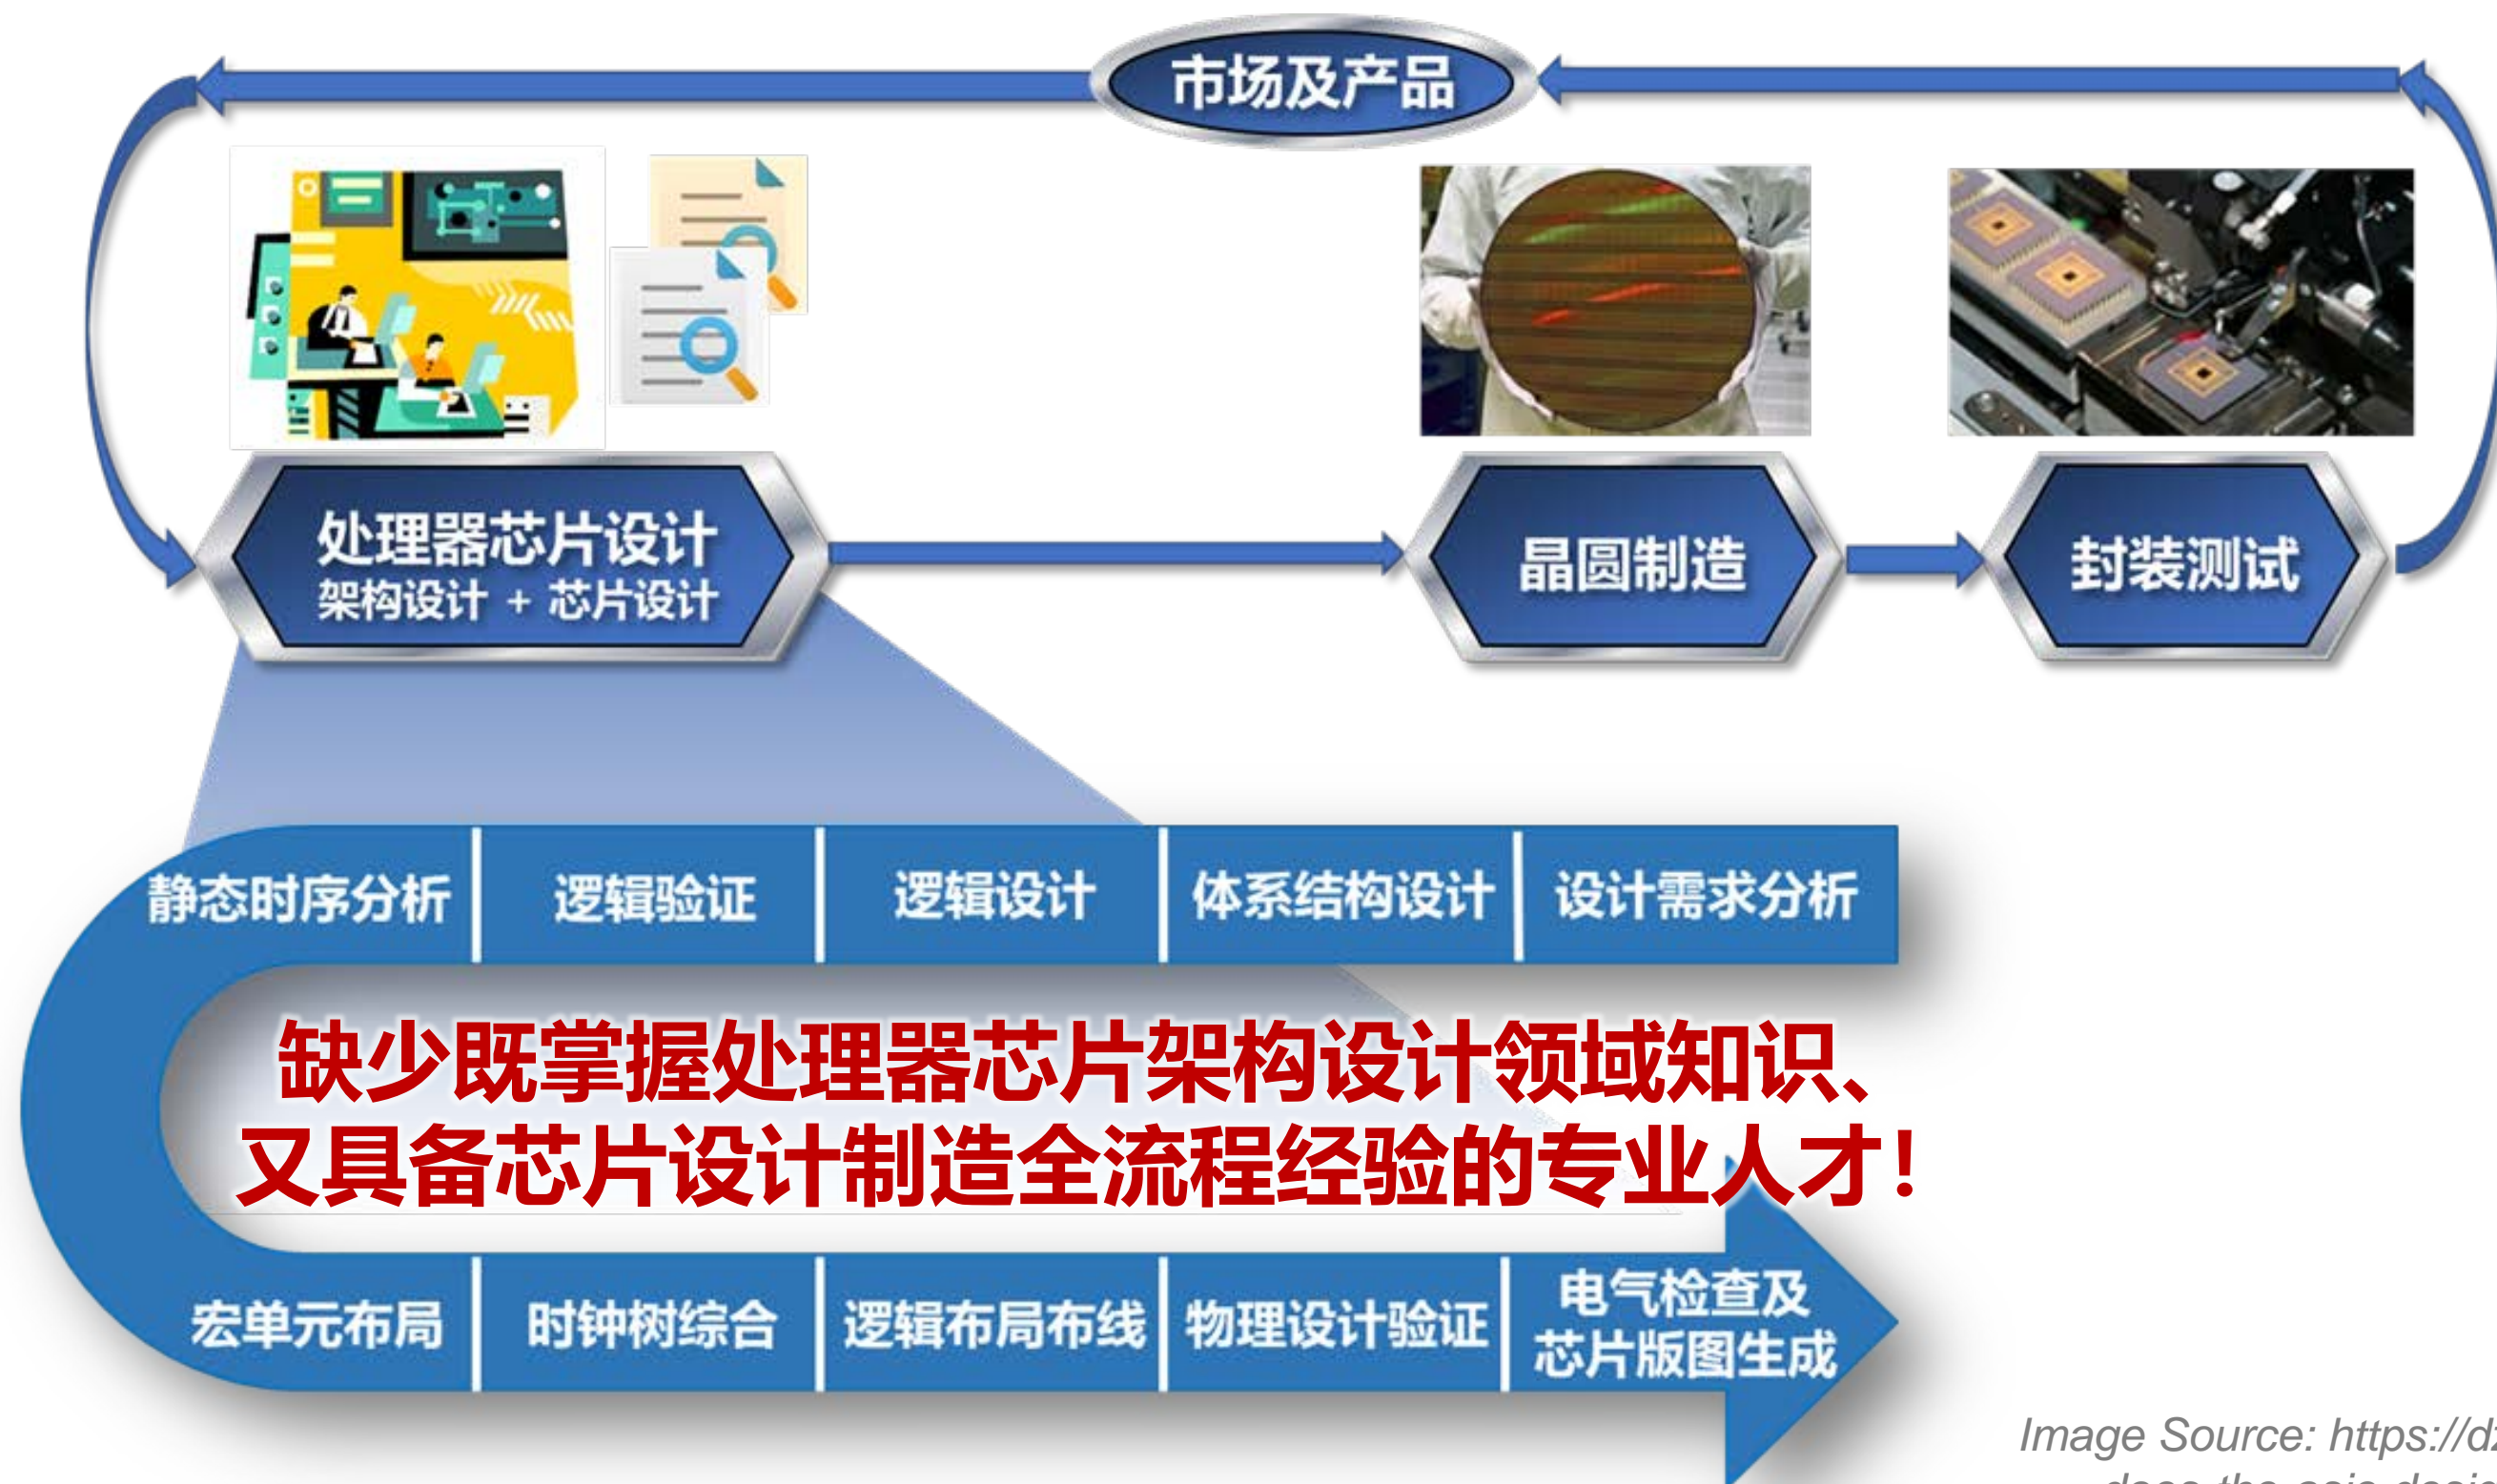 市场及产品
处理器芯片设计
架构设计 + 芯片设计
晶圆制造
封装测试
静态时序分析
逻辑验证
逻辑设计
体系结构设计
设计需求分析
缺少既掌握处理器芯片架构设计领域知识、
又具备芯片设计制造全流程经验的专业人才！
宏单元布局
时钟树综合
逻辑布局布线
物理设计验证
电气检查及
芯片版图生成
Image Source: https://dz